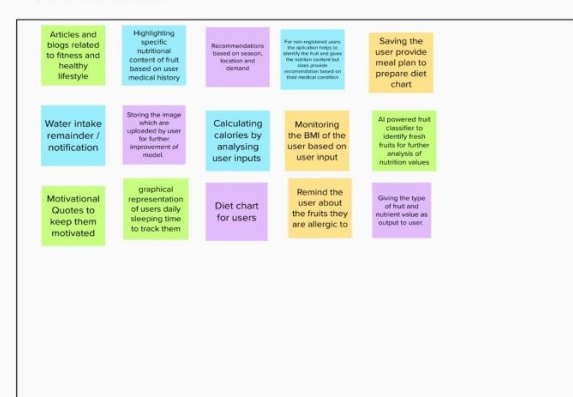 Articles and
blogs related
to fitness and
healthy
lifestyle
Highlighting
specific
nutritional
content of fruit
based on user
medical history
Recommendations
based on season,
location and
demand
For non registered users
the aplication helps to
identify the fruit and gives
the nutrion content but
does provide
recomendation based on
their medical condition
Saving the
user provide
meal plan to
prepare diet
chart
Water intake
remainder /
notification
Storing the image
which are
uploaded by user
for further
improvement of
model
Calculating
calories by
analysing
user inputs
Monitoring
the BMI of the
user based on
user input
AI powered fruit
classifier to
identify fresh
fruits for further
analysis of
nutrition values
Motivational
Quotes to
keep them
motivated
graphical
representation
of users daily
sleeping time
to track them
Diet chart
for users
Remind the
user about
the fruits they
are allergic to
Giving the type
of fruit and
nutrient value as
output to user.